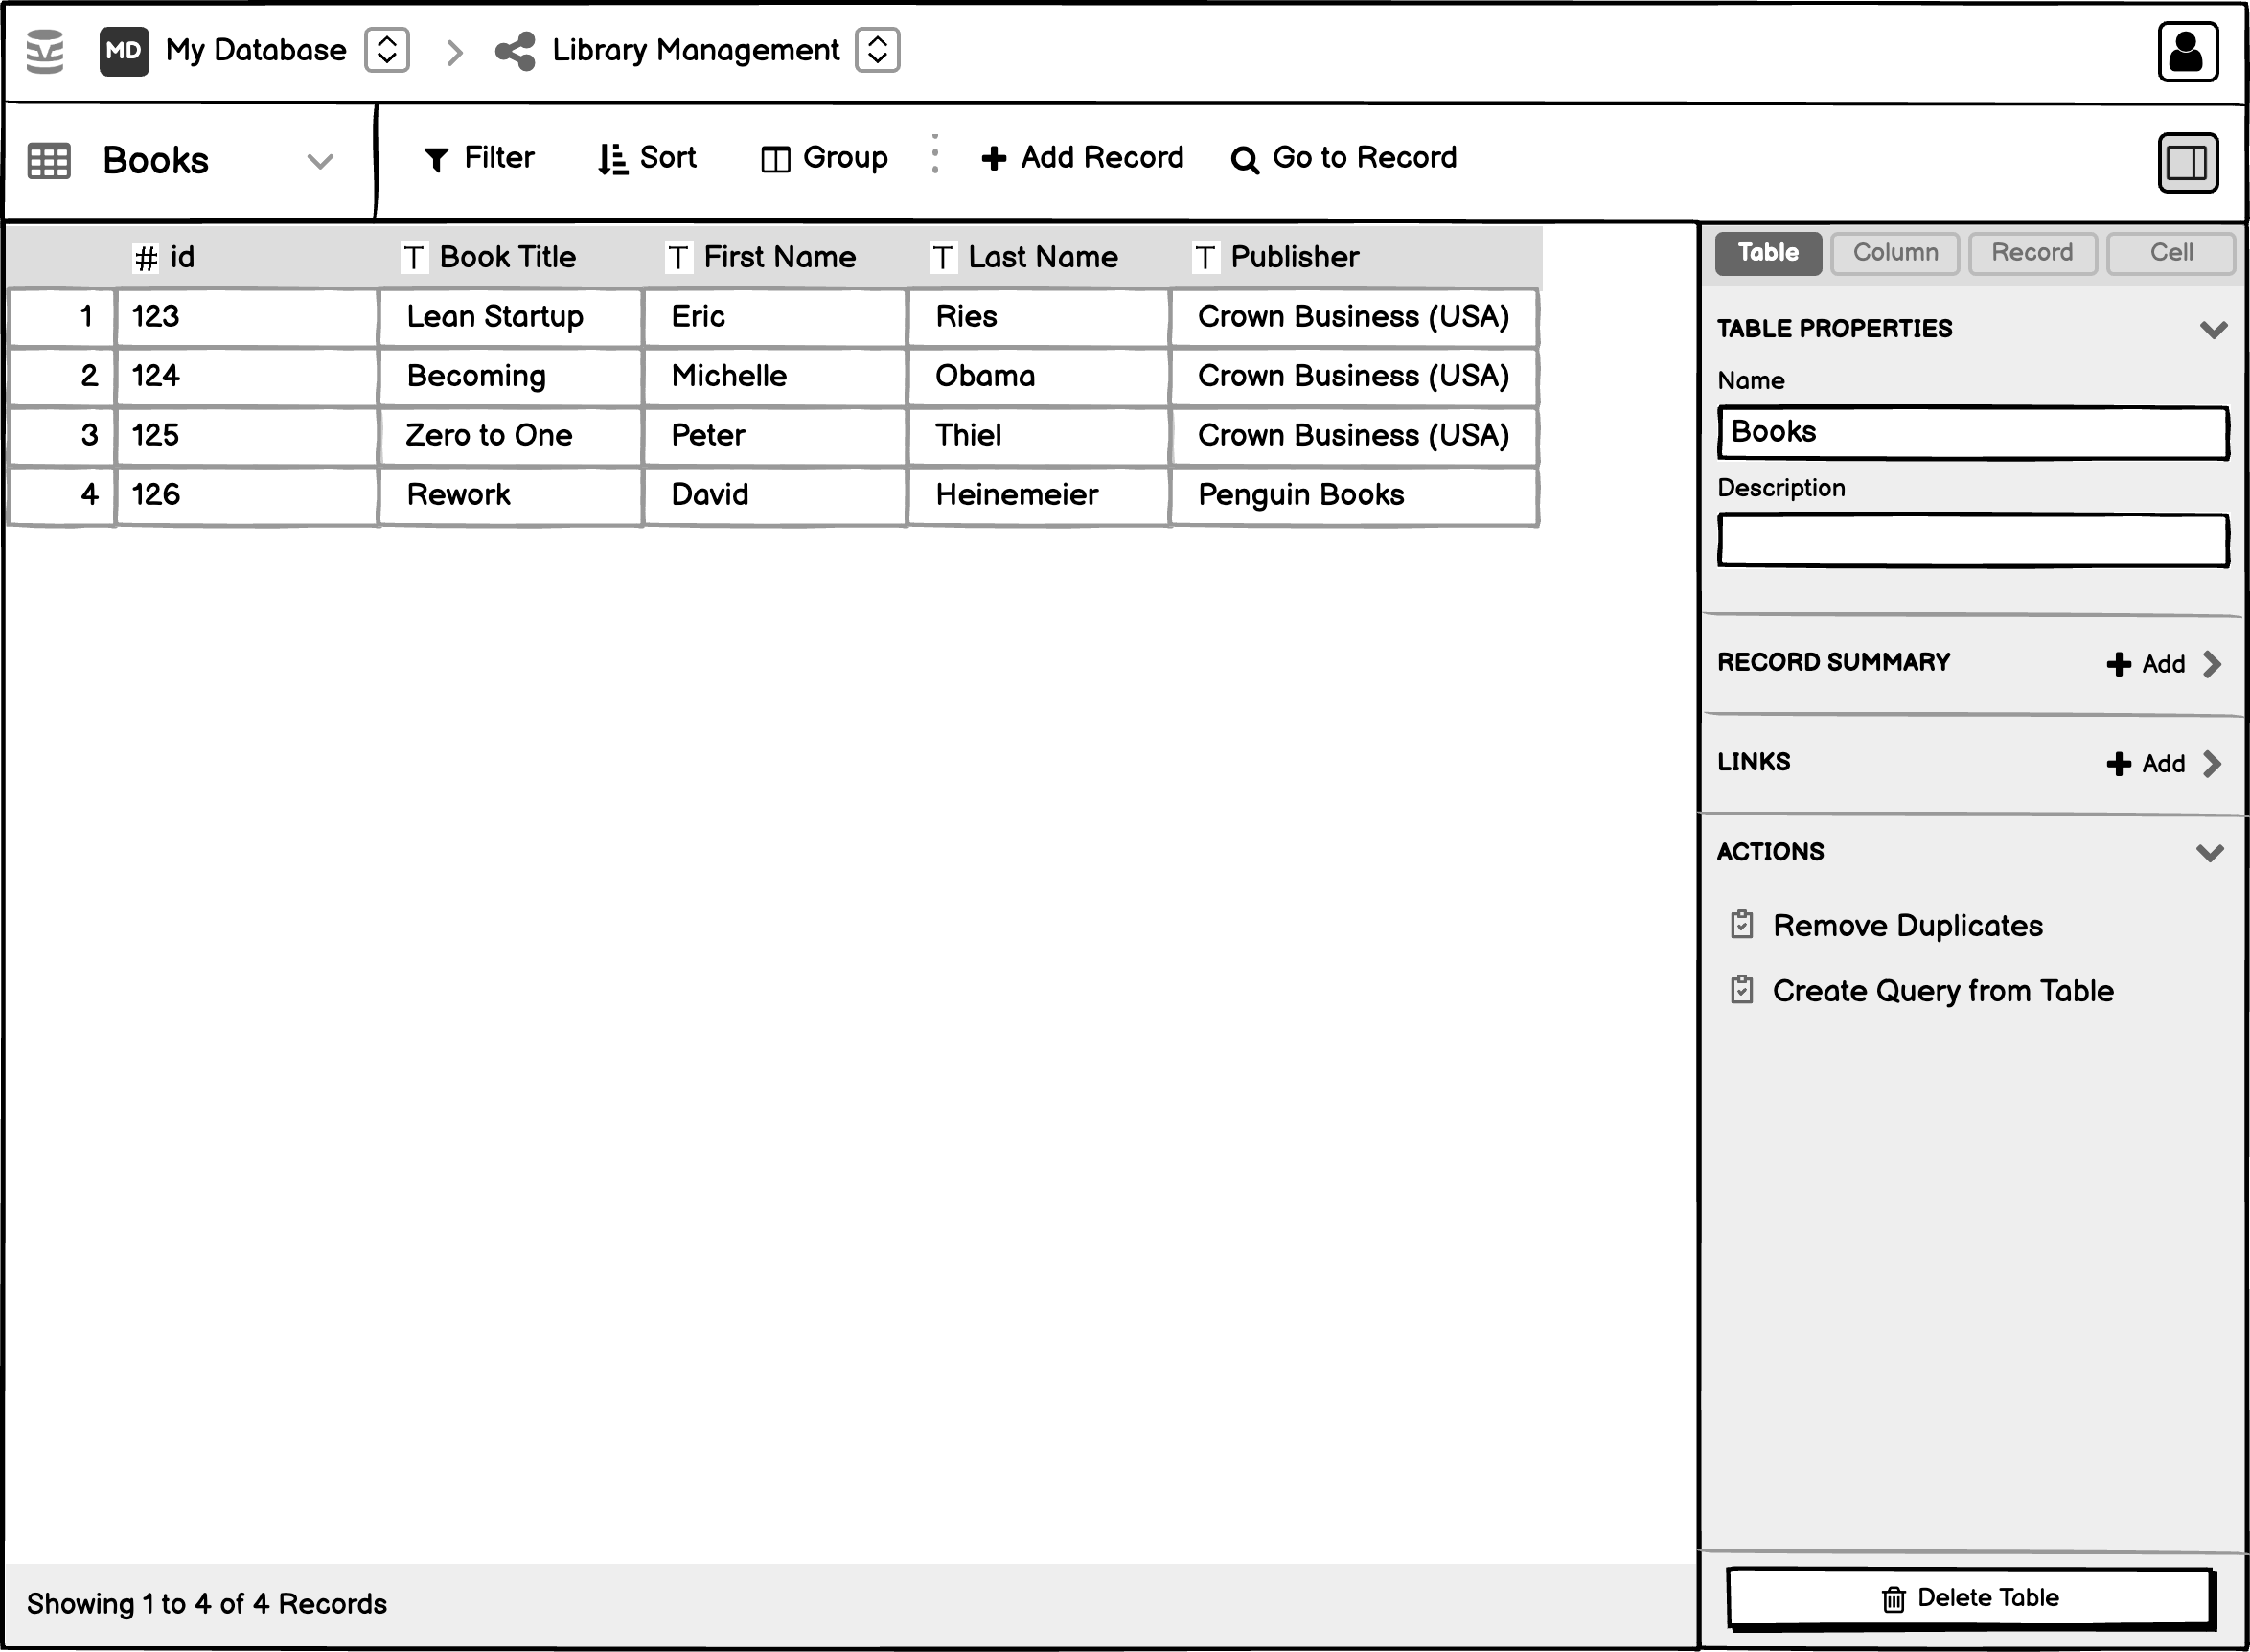 MD My Database Library Management
Books Filter Sort Group Add Record Go to Record
# id T Book Title T First Name T Last Name T Publisher
1 123 Lean Startup Eric Ries Crown Business (USA)
2 124 Becoming Michelle Obama Crown Business (USA)
3 125 Zero to One Peter Thiel Crown Business (USA)
4 126 Rework David Heinemeier Penguin Books
Showing 1 to 4 of 4 Records
Table Column Record Cell
TABLE PROPERTIES
Name
Books
Description
RECORD SUMMARY Add
LINKS Add
ACTIONS
Remove Duplicates
Create Query from Table
Delete Table